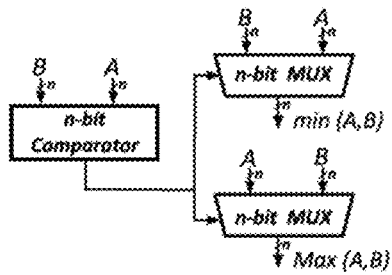 B A
n n
n-bit MUX
n
min {A,B}
B A
n n
n-bit
Comparator
A B
n n
n-bit MUX
n
Max {A,B}